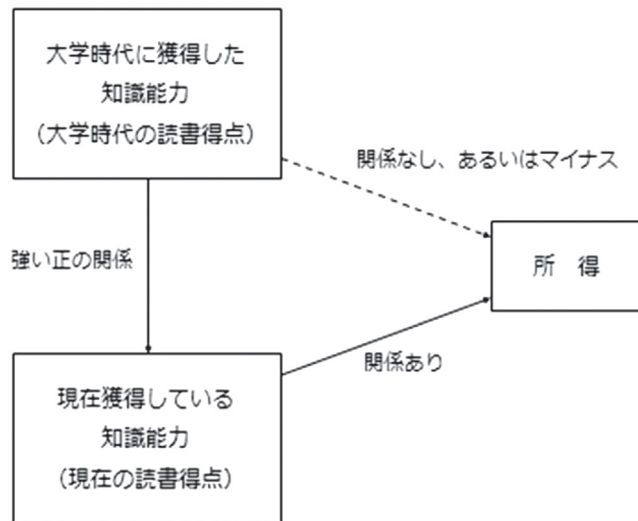 大学時代に獲得した
知識能力
（大学時代の読書得点）
関係なし、あるいはマイナス
強い正の関係
所　得
関係あり
現在獲得している
知識能力
（現在の読書得点）